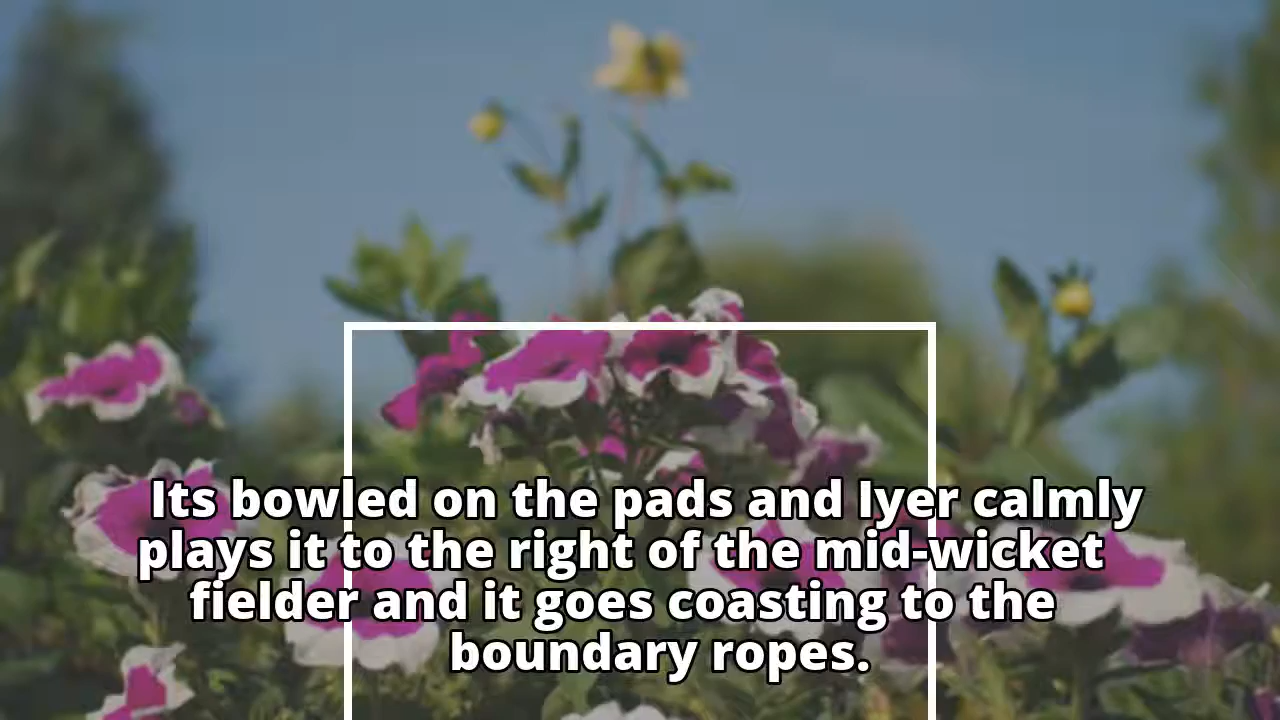 Its bowled on the pads and Iyer calmly
plays it to the right of the mid-wicket
fielder and it goes coasting to the
boundary ropes.